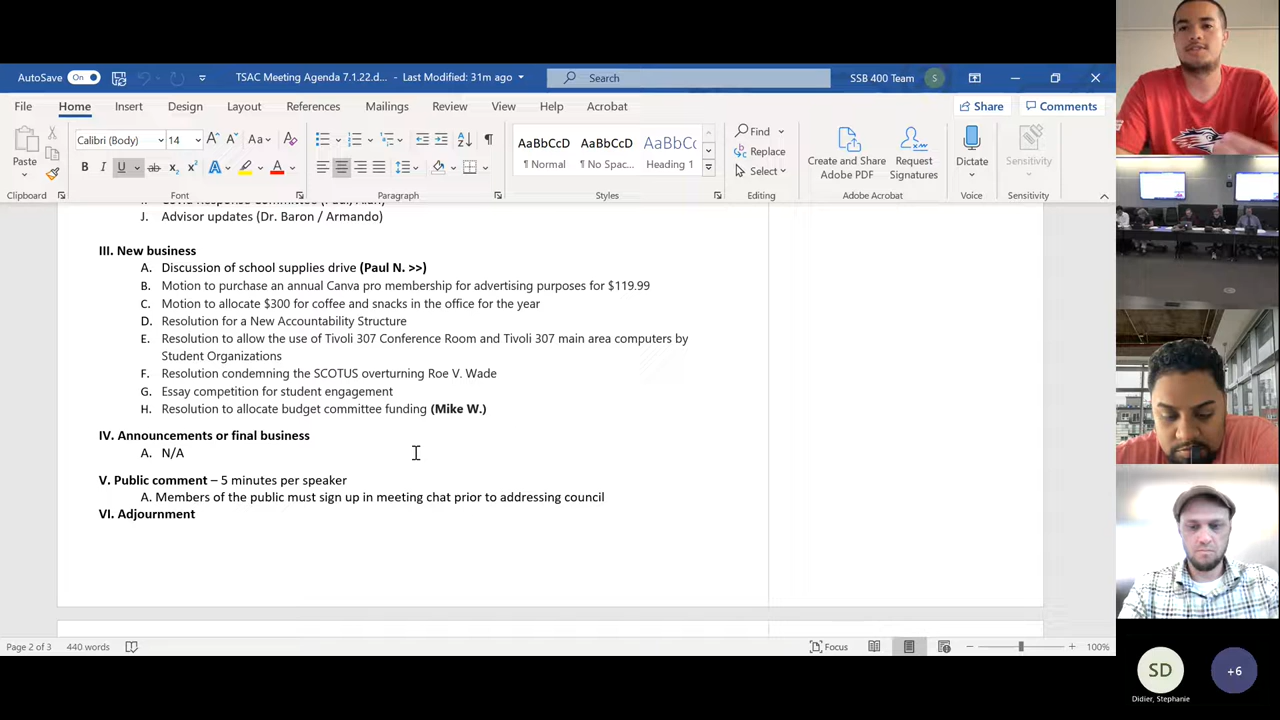 AutoSave On TSAC Meeting Agenda 7.1.22.d... - Last Modified: 31m ago Search SSB 400 Team S
File Home Insert Design Layout References Mailings Review View Help Acrobat Share Comments
Calibri (Body) 14 Aa AaBbCcD AaBbCcD AaBbCc Find
Paste B I U ab x₂ x² A A ¶ Normal ¶ No Spac... Heading 1 Replace Select Create and Share Adobe PDF Request Signatures Dictate Sensitivity
Clipboard Font Paragraph Styles Editing Adobe Acrobat Voice Sensitivity
J. Advisor updates (Dr. Baron / Armando)
III. New business
A. Discussion of school supplies drive (Paul N. >>)
B. Motion to purchase an annual Canva pro membership for advertising purposes for $119.99
C. Motion to allocate $300 for coffee and snacks in the office for the year
D. Resolution for a New Accountability Structure
E. Resolution to allow the use of Tivoli 307 Conference Room and Tivoli 307 main area computers by
Student Organizations
F. Resolution condemning the SCOTUS overturning Roe V. Wade
G. Essay competition for student engagement
H. Resolution to allocate budget committee funding (Mike W.)
IV. Announcements or final business
A. N/A
V. Public comment – 5 minutes per speaker
A. Members of the public must sign up in meeting chat prior to addressing council
VI. Adjournment
Page 2 of 3 440 words Focus 100%
SD +6
Didier, Stephanie